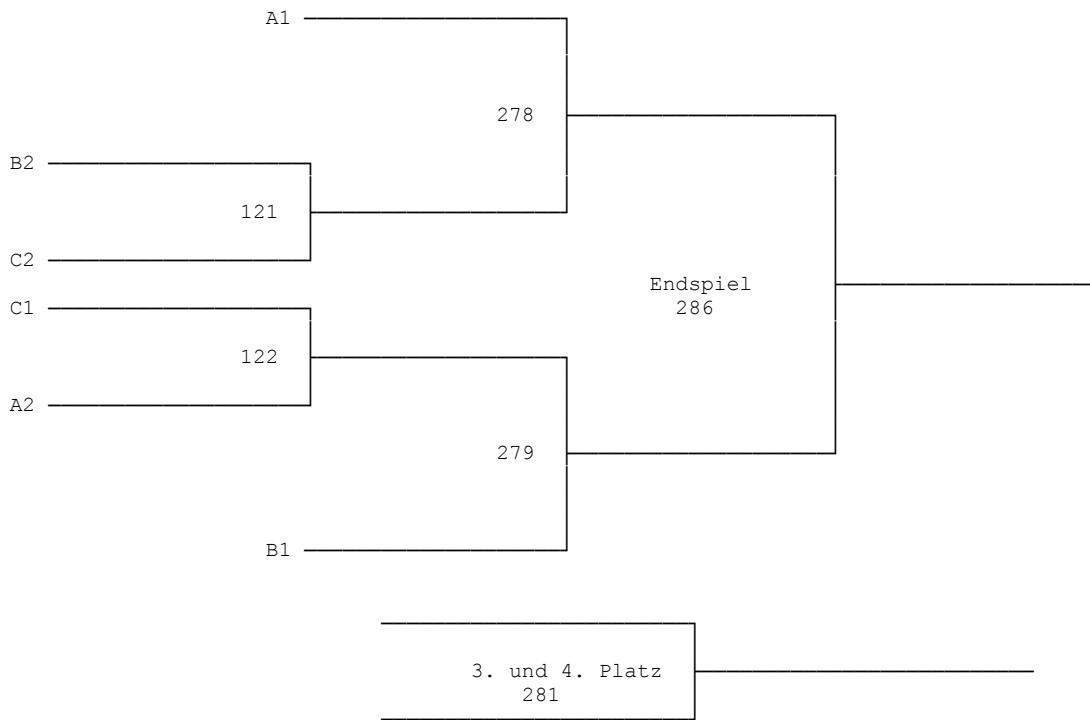 A1
278
B2
121
C2
Endspiel
286
C1
122
A2
279
B1
3. und 4. Platz
281